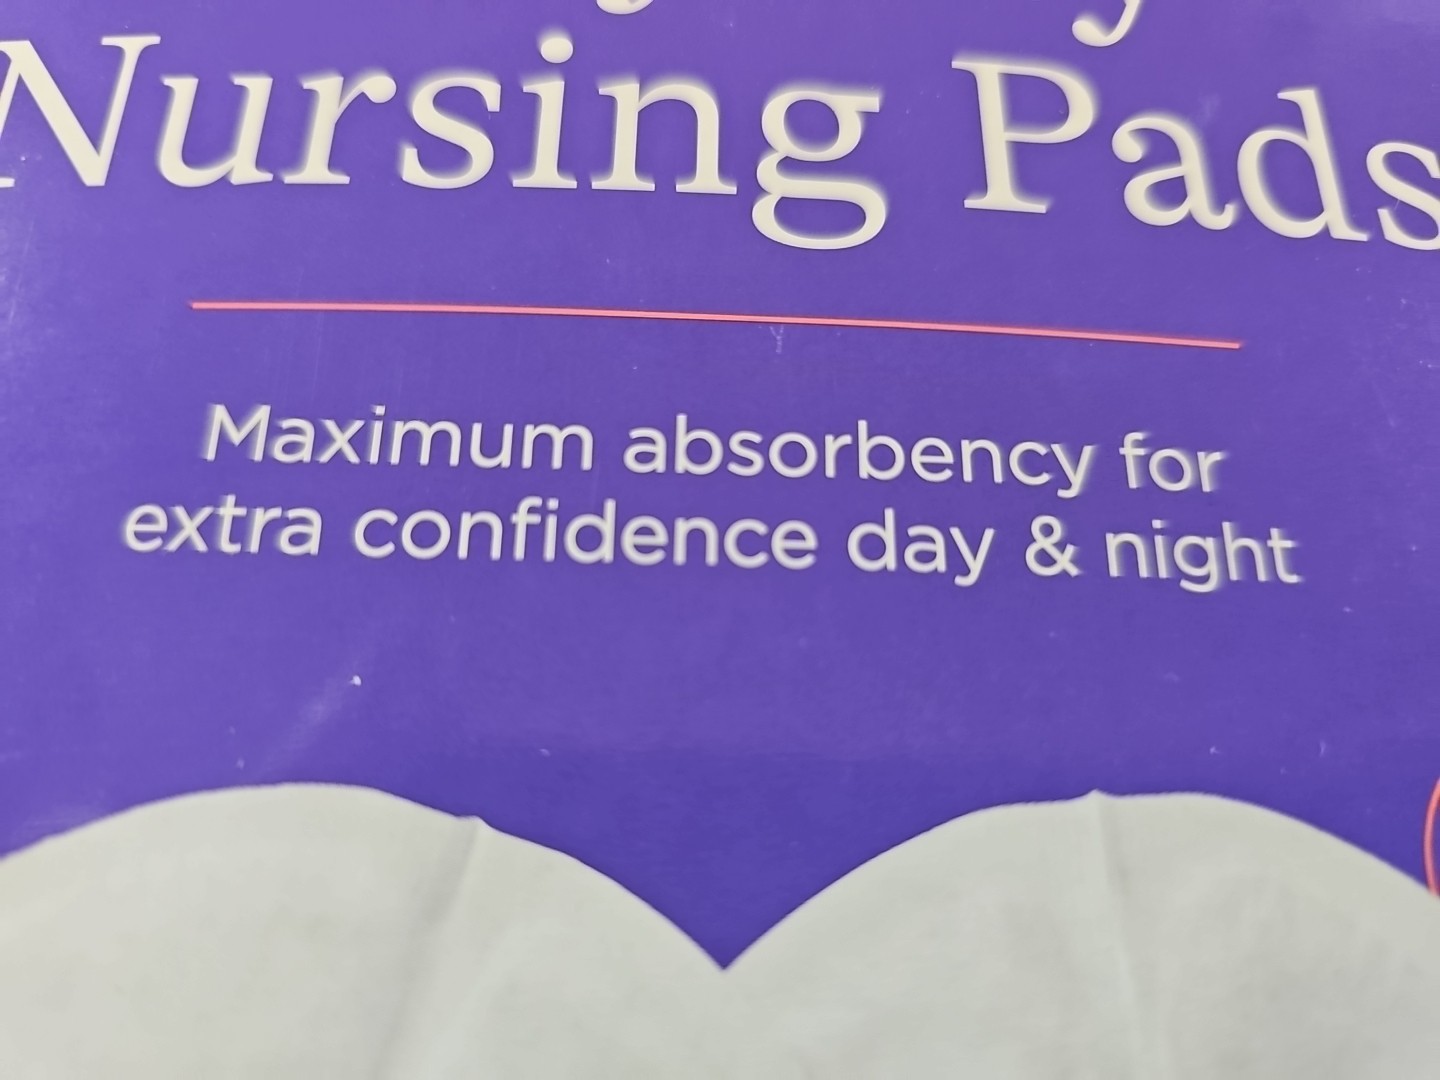 Nursing Pads
Maximum absorbency for
extra confidence day & night